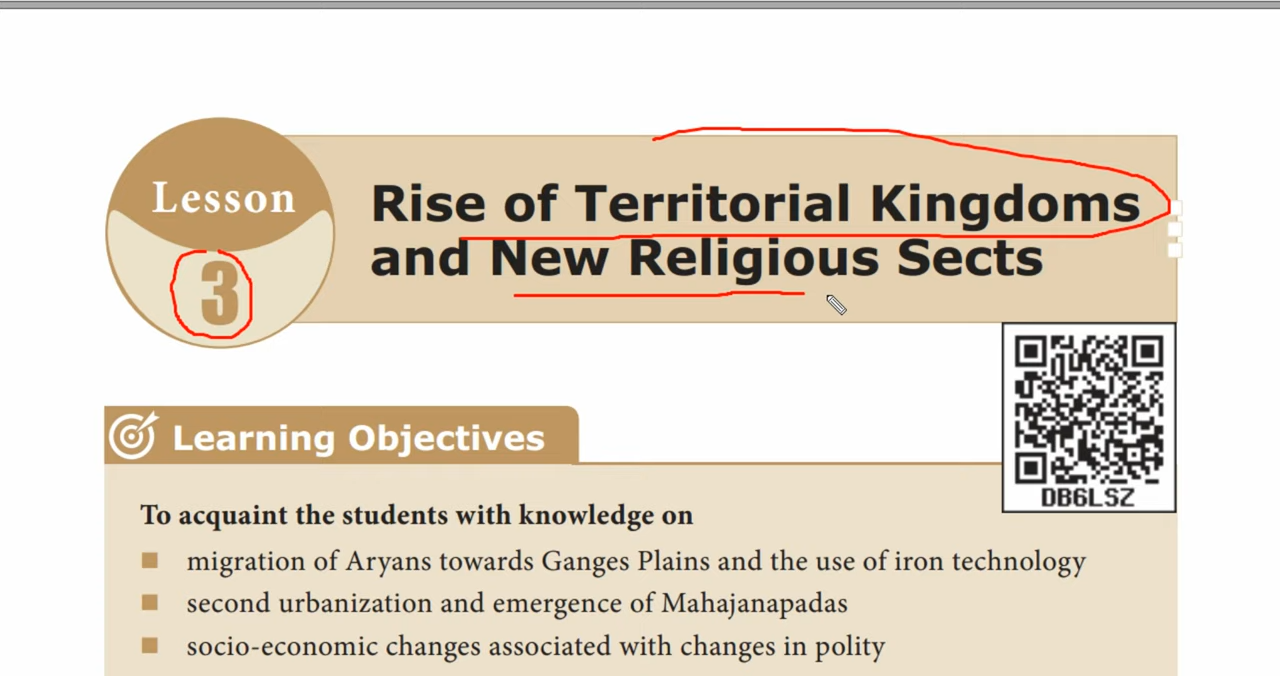 Lesson
3
Rise of Territorial Kingdoms
and New Religious Sects
DB6LSZ
Learning Objectives
To acquaint the students with knowledge on
migration of Aryans towards Ganges Plains and the use of iron technology
second urbanization and emergence of Mahajanapadas
socio-economic changes associated with changes in polity